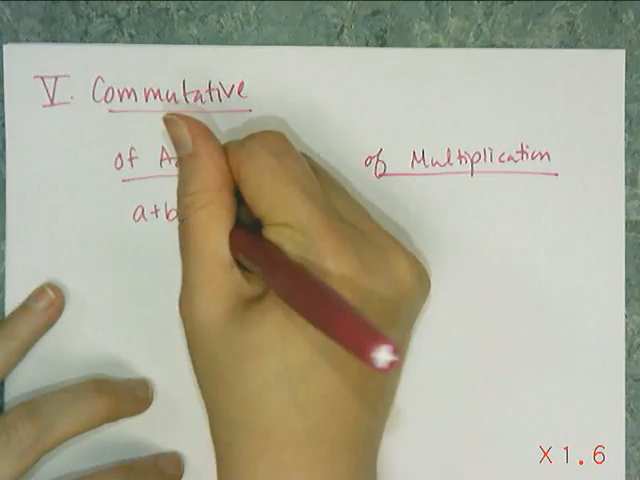 V. Commutative
of
of Multiplication
a+b
X1.6